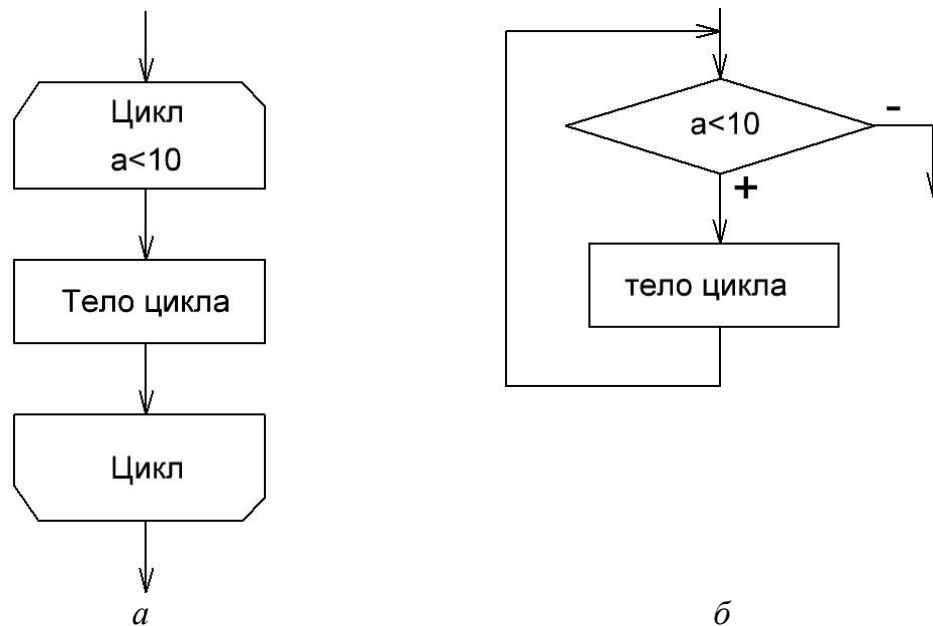 Цикл
a<10
Тело цикла
Цикл
а
a<10
-
+
тело цикла
б